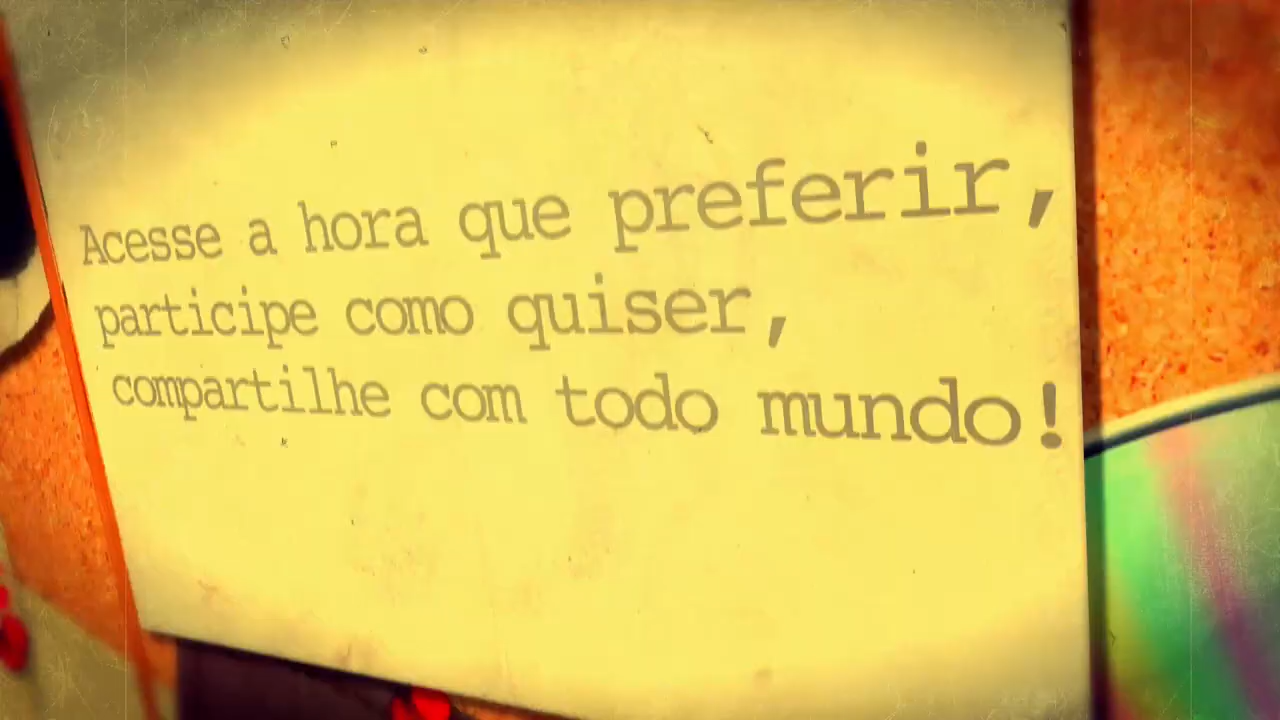 Acesse a hora que preferir,
participe como quiser,
compartilhe com todo mundo!